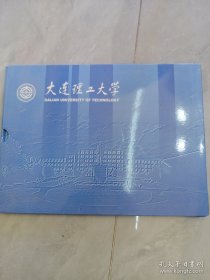 大连理工大学
DALIAN UNIVERSITY OF TECHNOLOGY